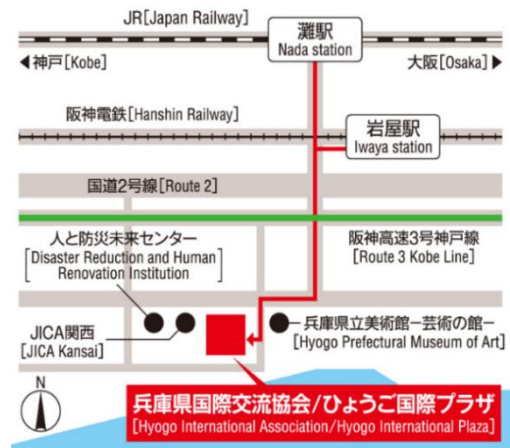 JR[Japan Railway]
灘駅
Nada station
◀神戸[Kobe]
大阪[Osaka]▶
阪神電鉄[Hanshin Railway]
岩屋駅
Iwaya station
国道2号線[Route 2]
人と防災未来センター
[Disaster Reduction and Human
Renovation Institution]
阪神高速3号神戸線
[Route 3 Kobe Line]
JICA関西
[JICA Kansai]
兵庫県立美術館－芸術の館－
[Hyogo Prefectural Museum of Art]
N
兵庫県国際交流協会/ひょうご国際プラザ
[Hyogo International Association/Hyogo International Plaza]